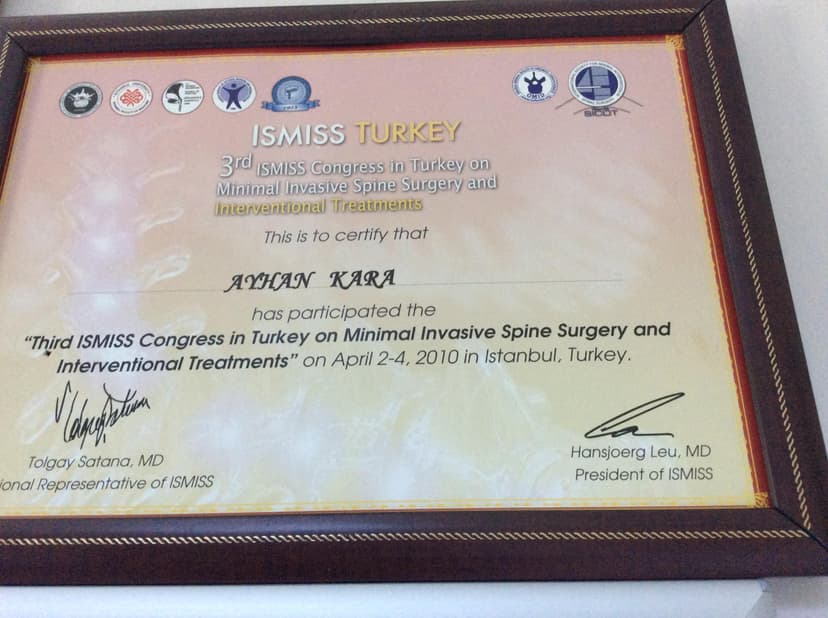 OMID
SICOT
ISMISS TURKEY
3rd ISMISS Congress in Turkey on
Minimal Invasive Spine Surgery and
Interventional Treatments
This is to certify that
AYHAN KARA
has participated the
“Third ISMISS Congress in Turkey on Minimal Invasive Spine Surgery and
Interventional Treatments” on April 2-4, 2010 in Istanbul, Turkey.
Tolgay Satana, MD
ional Representative of ISMISS
Hansjoerg Leu, MD
President of ISMISS